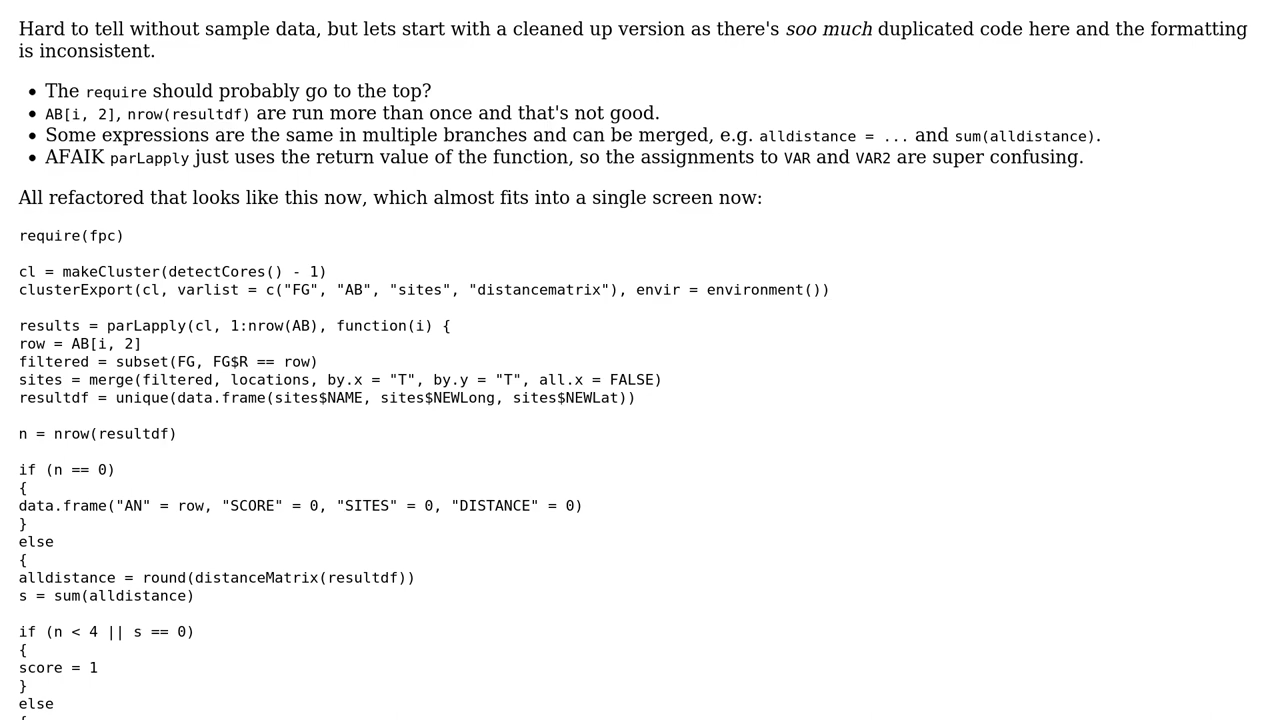 Hard to tell without sample data, but lets start with a cleaned up version as there's soo much duplicated code here and the formatting
is inconsistent.
• The require should probably go to the top?
• AB[i, 2], nrow(resultdf) are run more than once and that's not good.
• Some expressions are the same in multiple branches and can be merged, e.g. alldistance = ... and sum(alldistance).
• AFAIK parLapply just uses the return value of the function, so the assignments to VAR and VAR2 are super confusing.
All refactored that looks like this now, which almost fits into a single screen now:
require(fpc)
cl = makeCluster(detectCores() - 1)
clusterExport(cl, varlist = c("FG", "AB", "sites", "distancematrix"), envir = environment())
results = parLapply(cl, 1:nrow(AB), function(i) {
row = AB[i, 2]
filtered = subset(FG, FG$R == row)
sites = merge(filtered, locations, by.x = "T", by.y = "T", all.x = FALSE)
resultdf = unique(data.frame(sites$NAME, sites$NEWLong, sites$NEWLat))
n = nrow(resultdf)
if (n == 0)
{
data.frame("AN" = row, "SCORE" = 0, "SITES" = 0, "DISTANCE" = 0)
}
else
{
alldistance = round(distanceMatrix(resultdf))
s = sum(alldistance)
if (n < 4 || s == 0)
{
score = 1
}
else
{